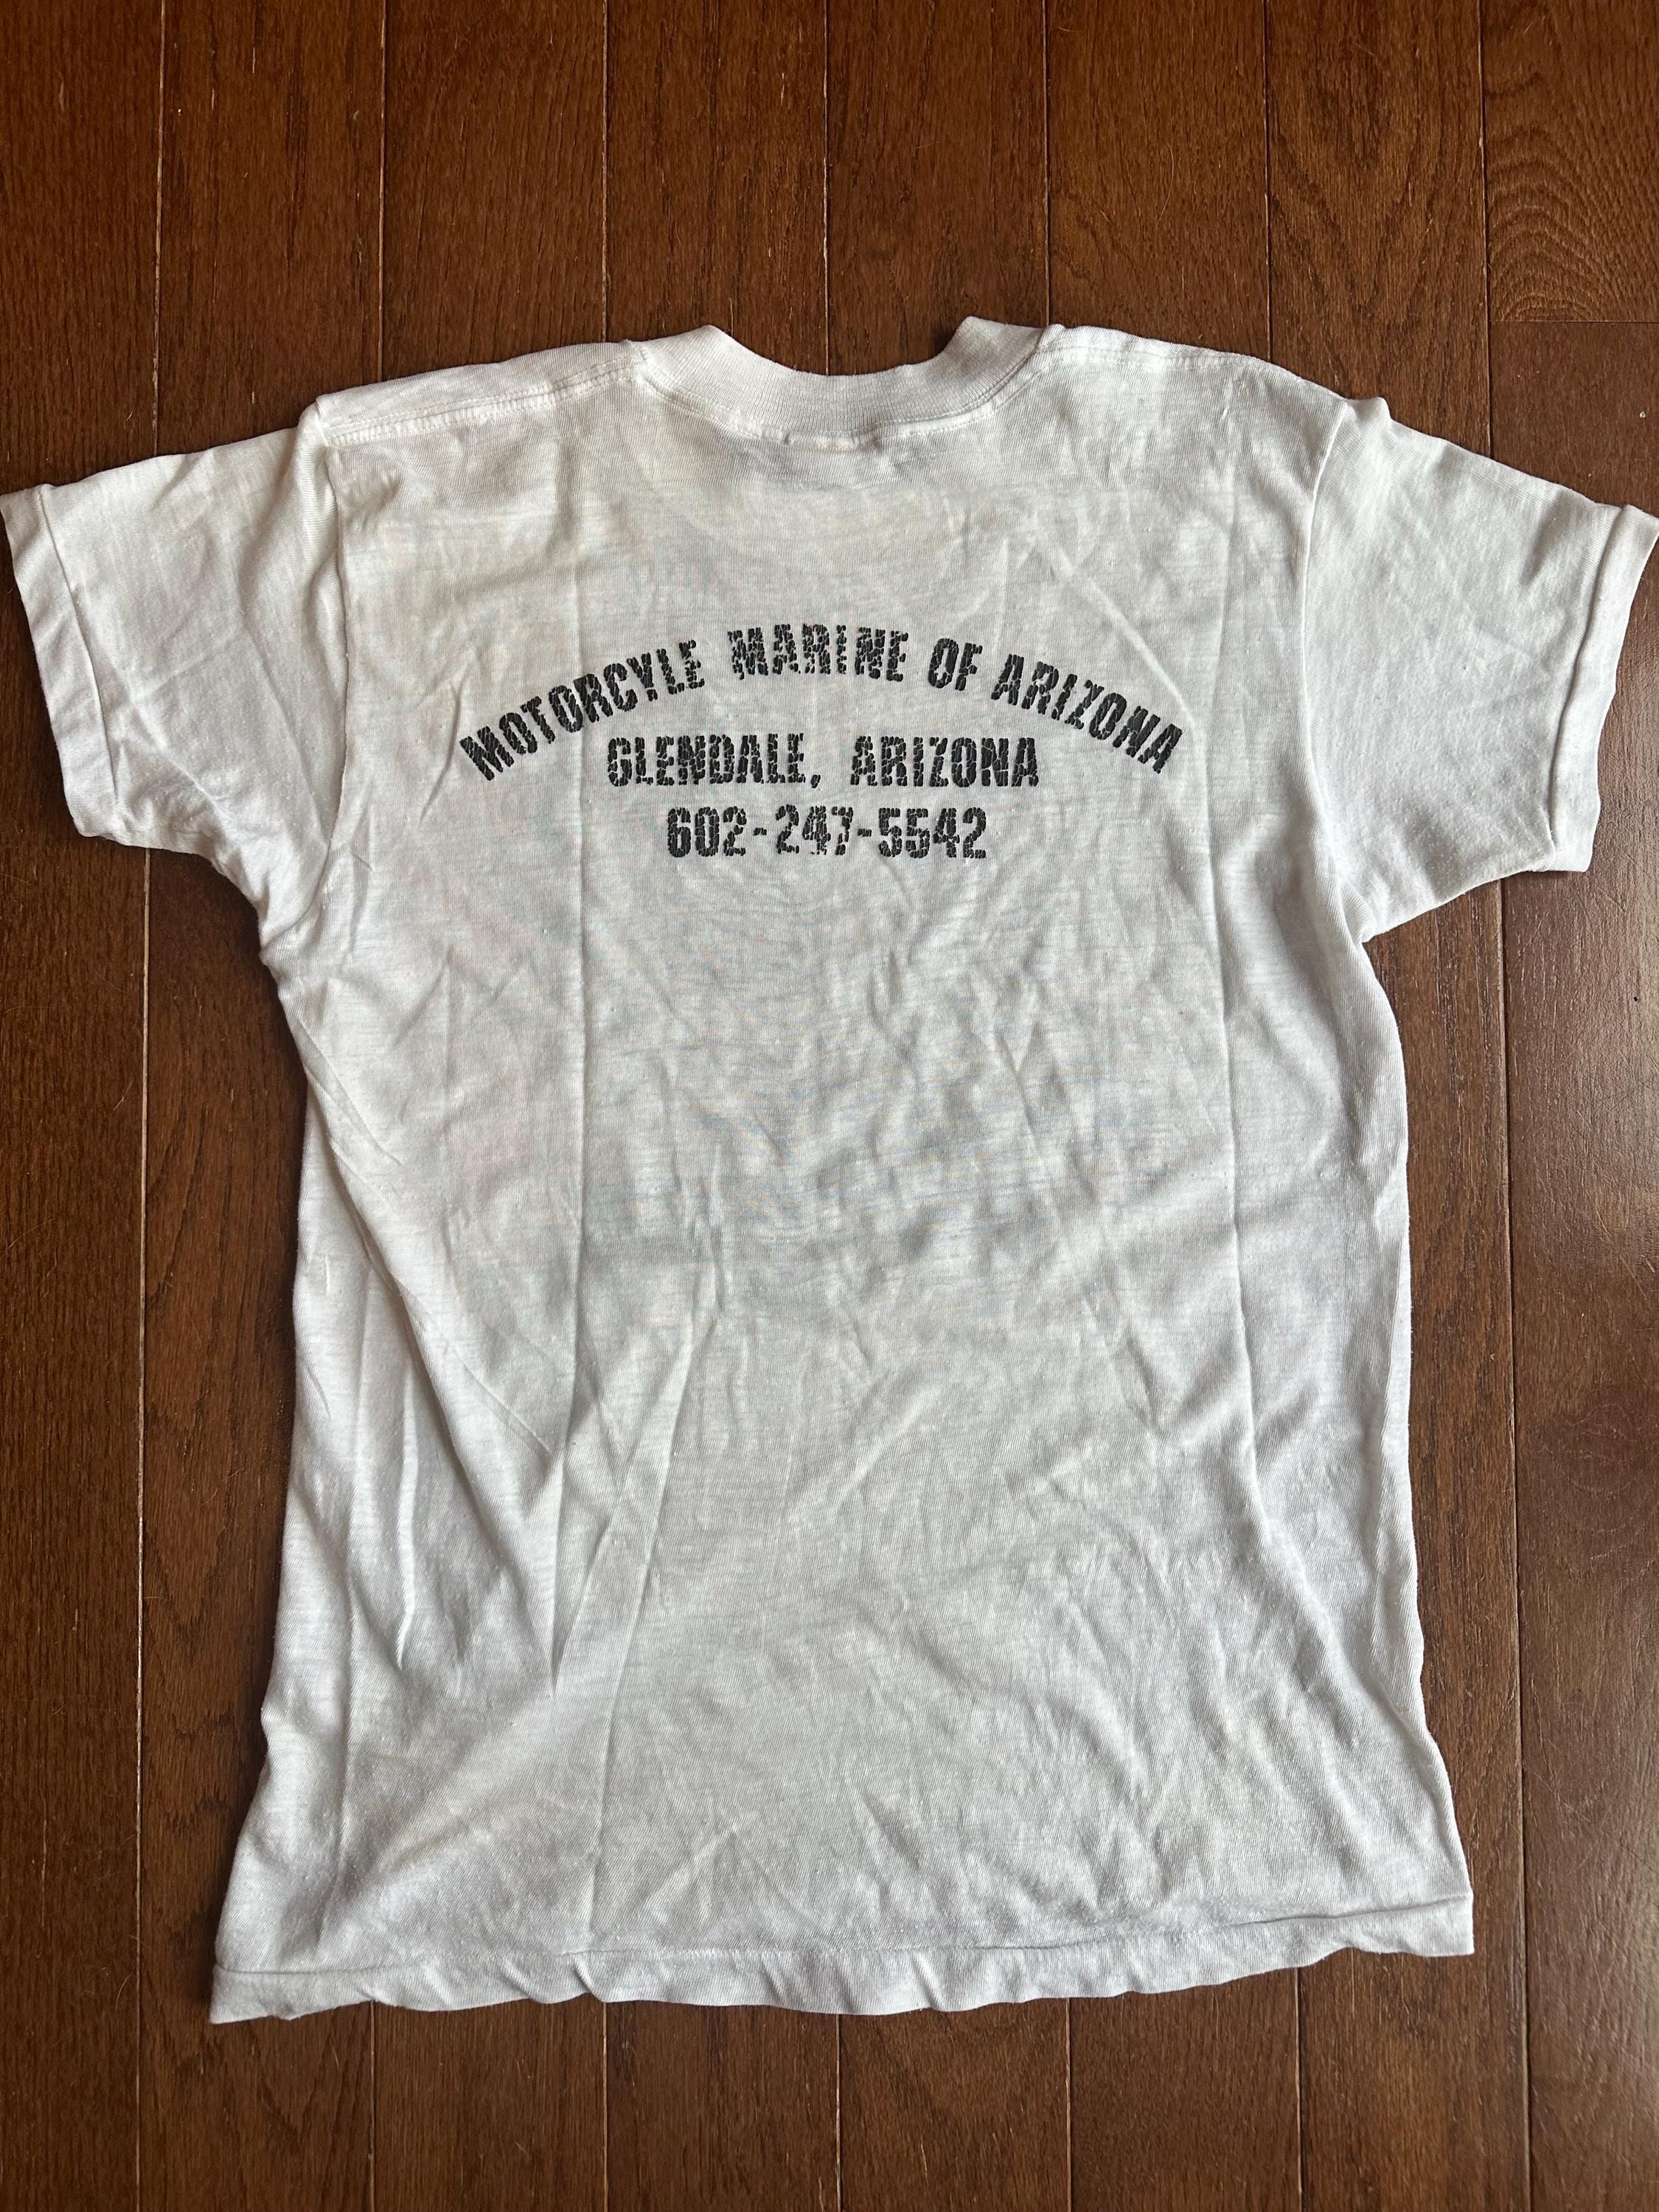 MOTORCYLE MARINE OF ARIZONA
GLENDALE, ARIZONA
602-247-5542